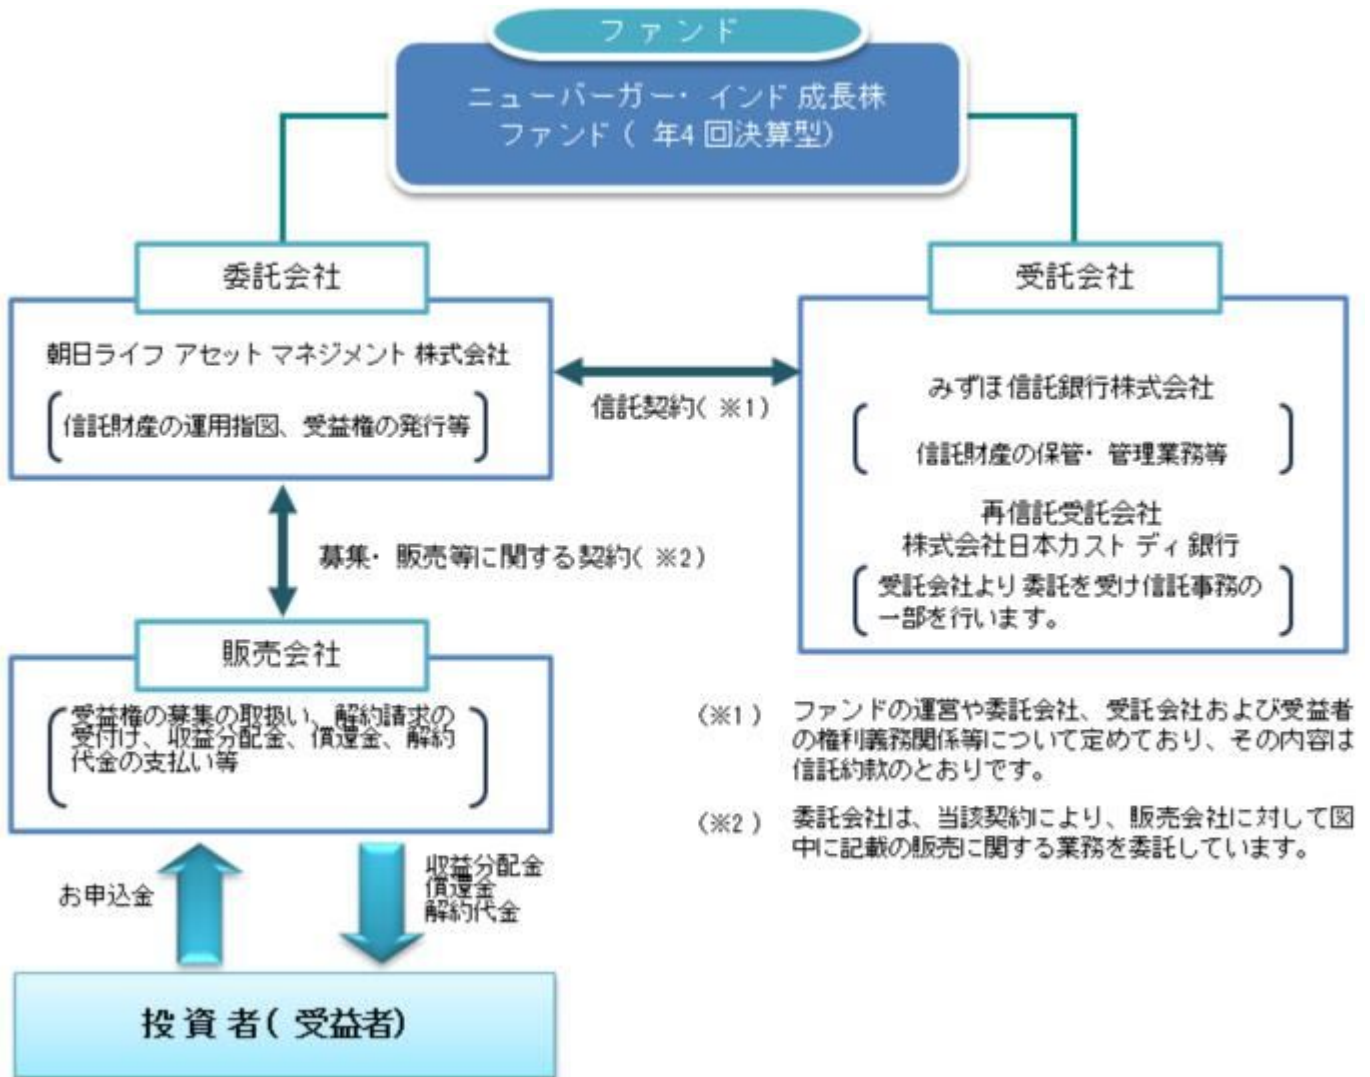 ファンド
ニューバーガー・インド成長株
ファンド(年4回決算型)
委託会社
朝日ライフ アセット マネジメント 株式会社
信託財産の運用指図、受益権の発行等
信託契約(※1)
受託会社
みずほ信託銀行株式会社
信託財産の保管・管理業務等
再信託受託会社
株式会社日本カストディ銀行
受託会社より委託を受け信託事務の
一部を行います。
募集・販売等に関する契約(※2)
販売会社
受益権の募集の取扱い、解約請求の
受付け、収益分配金、償還金、解約
代金の支払い等
(※1) ファンドの運営や委託会社、受託会社および受益者
の権利義務関係等について定めており、その内容は
信託約款のとおりです。
(※2) 委託会社は、当該契約により、販売会社に対して図
中に記載の販売に関する業務を委託しています。
お申込金
収益分配金
償還金
解約代金
投資者(受益者)